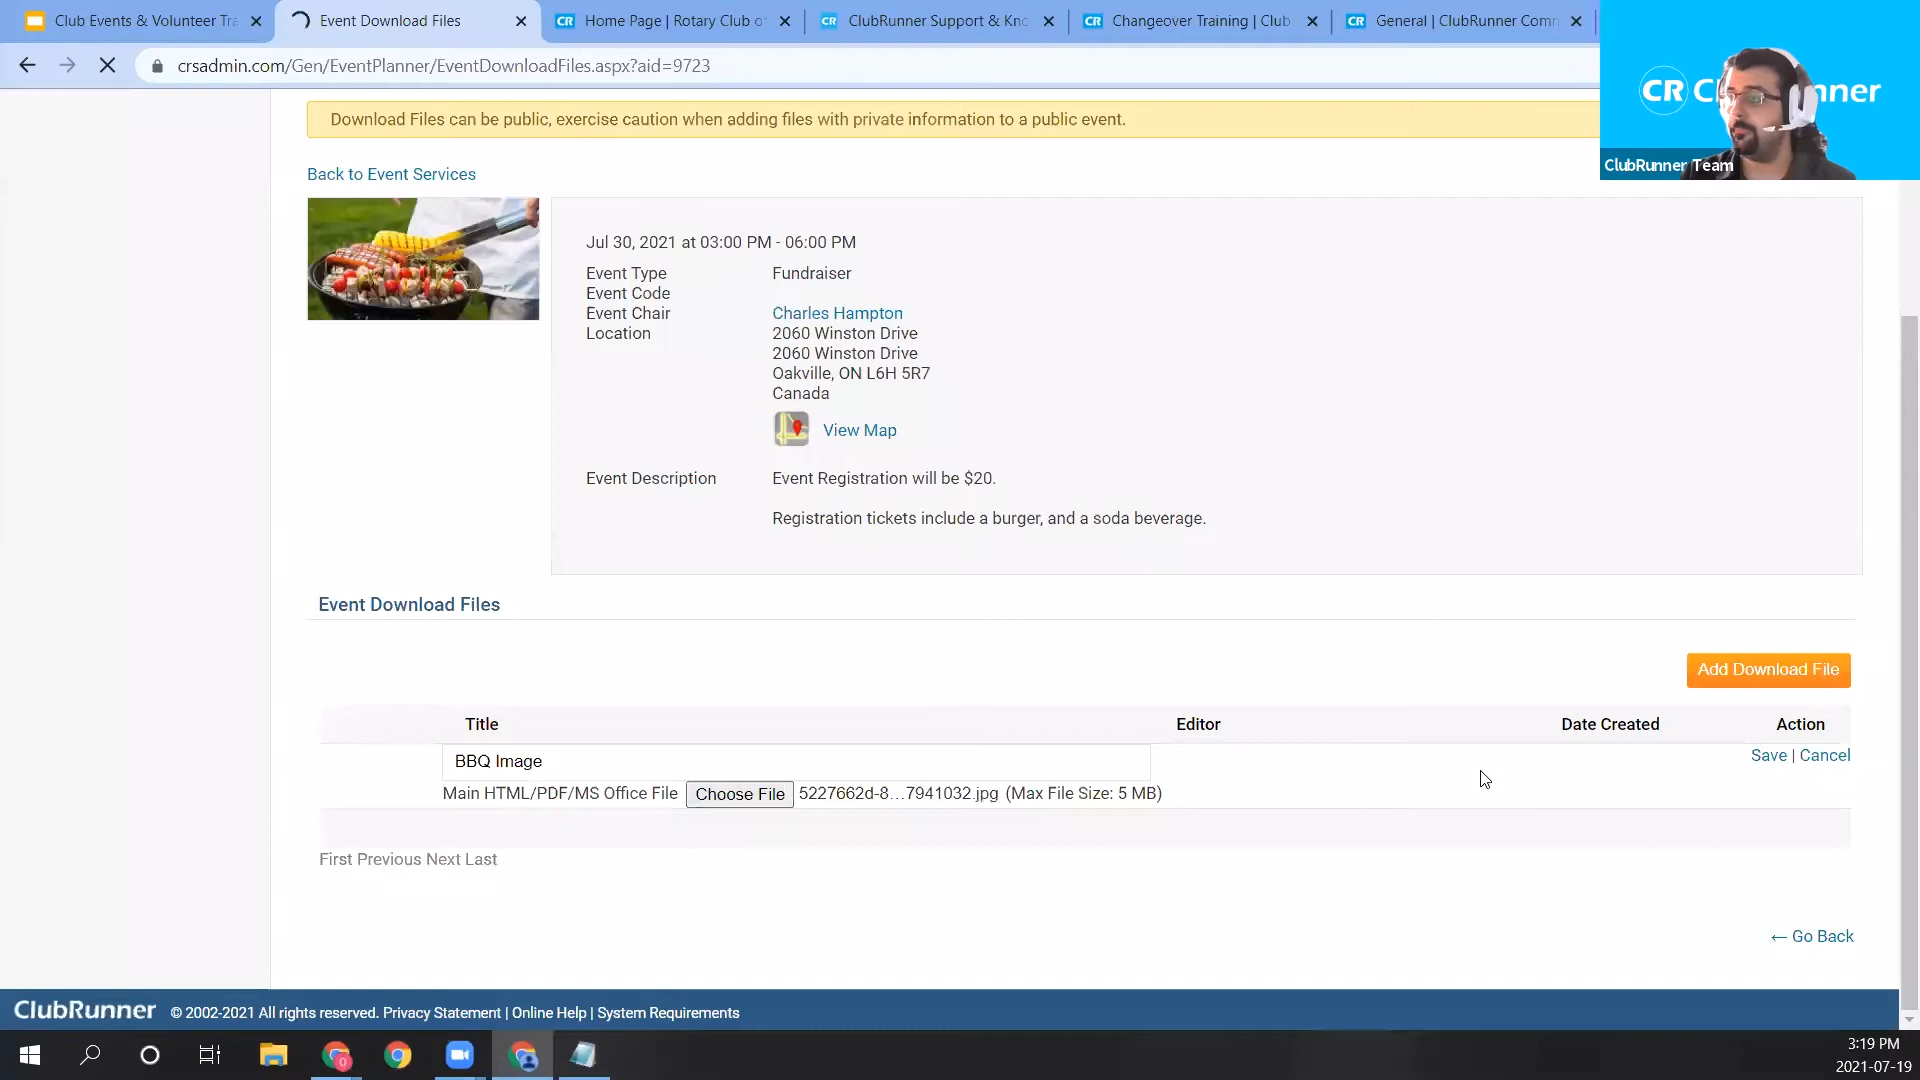 Club Events & Volunteer Tra
Event Download Files
CR Home Page | Rotary Club o
CR ClubRunner Support & Kno
CR Changeover Training | Club
CR General | ClubRunner Comm
crsadmin.com/Gen/EventPlanner/EventDownloadFiles.aspx?aid=9723
ClubRunner Team
Download Files can be public, exercise caution when adding files with private information to a public event.
Back to Event Services
Jul 30, 2021 at 03:00 PM - 06:00 PM
Event Type Fundraiser
Event Code
Event Chair Charles Hampton
Location 2060 Winston Drive
2060 Winston Drive
Oakville, ON L6H 5R7
Canada
View Map
Event Description Event Registration will be $20.
Registration tickets include a burger, and a soda beverage.
Event Download Files
Add Download File
Title Editor Date Created Action
BBQ Image Save | Cancel
Main HTML/PDF/MS Office File Choose File 5227662d-8...7941032.jpg (Max File Size: 5 MB)
First Previous Next Last
← Go Back
ClubRunner © 2002-2021 All rights reserved. Privacy Statement | Online Help | System Requirements
3:19 PM
2021-07-19